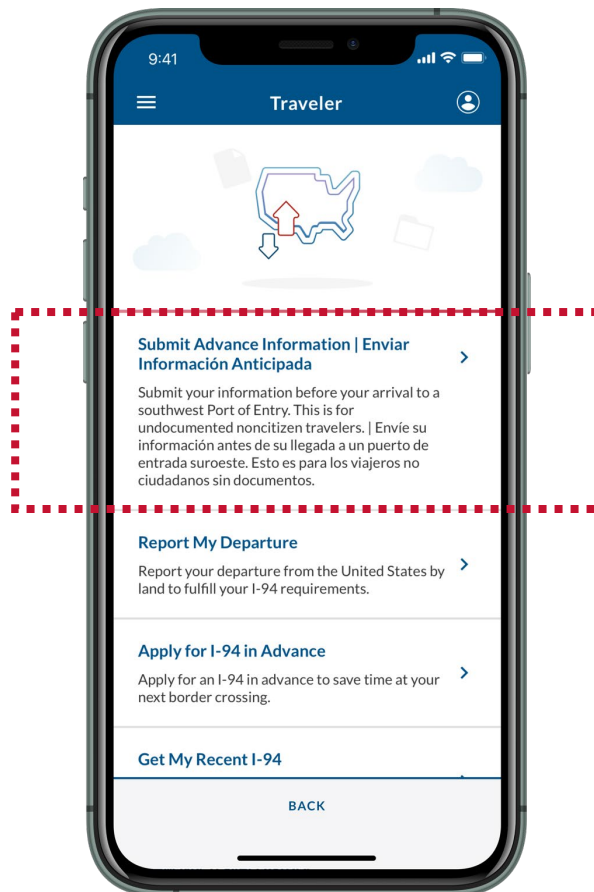 9:41
Traveler
Submit Advance Information | Enviar
Información Anticipada
Submit your information before your arrival to a
southwest Port of Entry. This is for
undocumented noncitizen travelers. | Envíe su
información antes de su llegada a un puerto de
entrada suroeste. Esto es para los viajeros no
ciudadanos sin documentos.
Report My Departure
Report your departure from the United States by
land to fulfill your I-94 requirements.
Apply for I-94 in Advance
Apply for an I-94 in advance to save time at your
next border crossing.
Get My Recent I-94
BACK